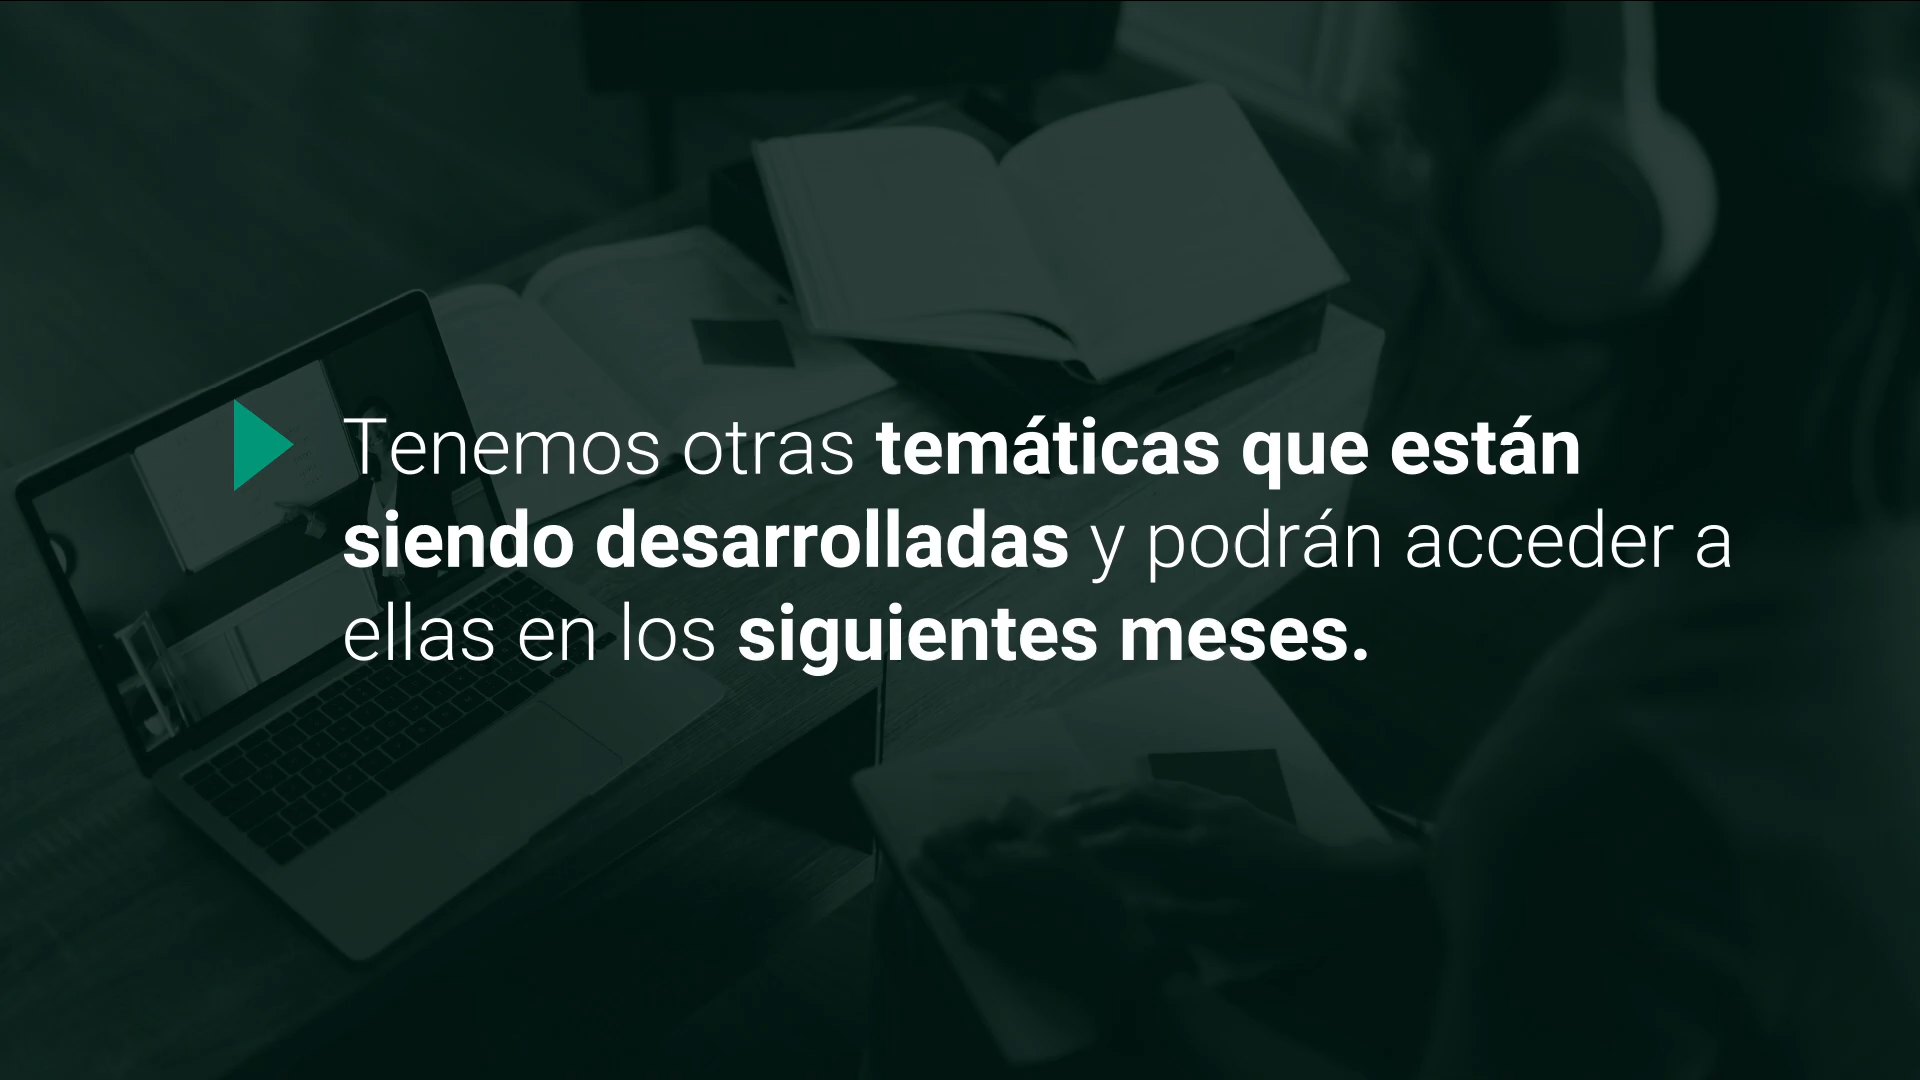 Tenemos otras temáticas que están
siendo desarrolladas y podrán acceder a
ellas en los siguientes meses.